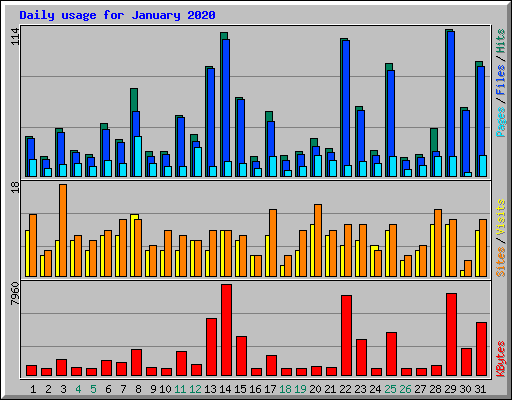 Daily usage for January 2020
114
Pages / Files / Hits
18
Sites / Visits
7960
KBytes
1 2 3 4 5 6 7 8 9 10 11 12 13 14 15 16 17 18 19 20 21 22 23 24 25 26 27 28 29 30 31